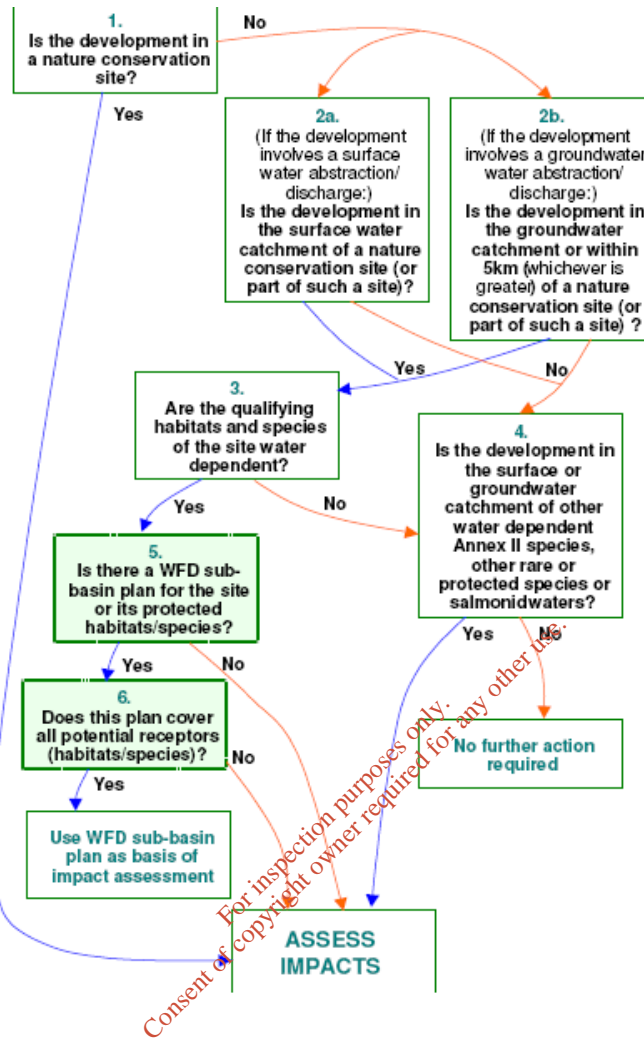 1.
Is the development in
a nature conservation
site?
No
Yes
2a.
(If the development
involves a surface
water abstraction/
discharge:)
Is the development in
the surface water
catchment of a nature
conservation site (or
part of such a site)?
2b.
(If the development
involves a groundwater
water abstraction/
discharge:)
Is the development in
the groundwater
catchment or within
5km (whichever is
greater) of a nature
conservation site (or
part of such a site) ?
Yes
No
3.
Are the qualifying
habitats and species
of the site water
dependent?
Yes
No
4.
Is the development in
the surface or
groundwater
catchment of other
water dependent
Annex II species,
other rare or
protected species or
salmonidwaters?
Yes
No
5.
Is there a WFD sub-
basin plan for the site
or its protected
habitats/species?
Yes
No
6.
Does this plan cover
all potential receptors
(habitats/species)?
Yes
No
No further action
required
Use WFD sub-basin
plan as basis of
impact assessment
ASSESS
IMPACTS
For inspection purposes only.
Consent of copyright owner required for any other use.